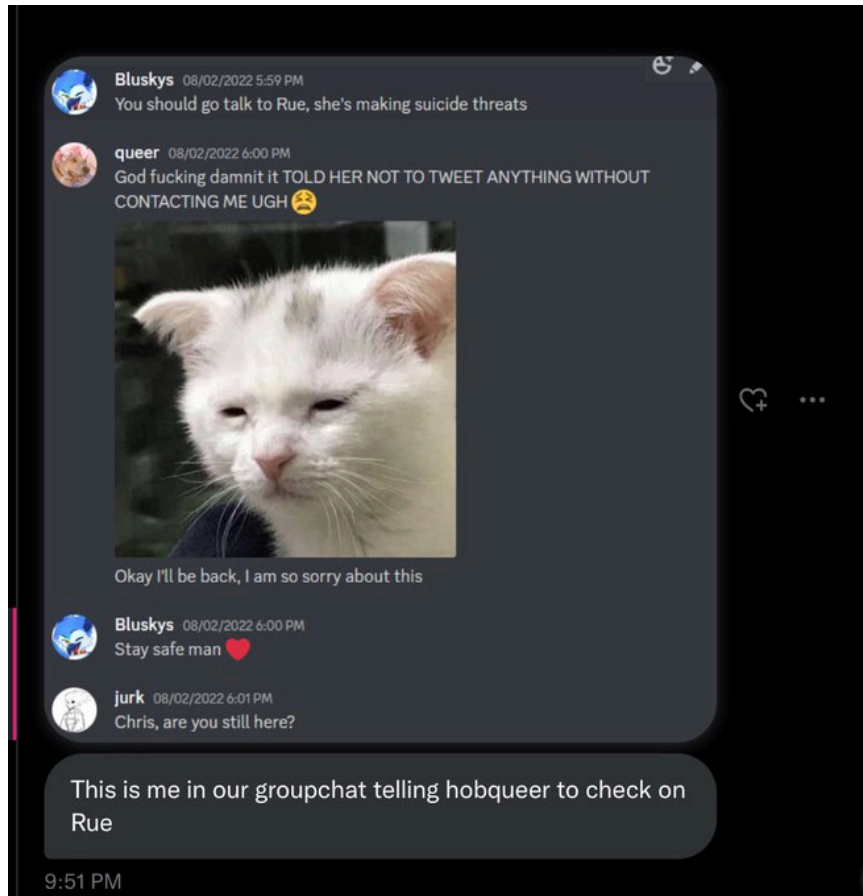 Bluskys 08/02/2022 5:59 PM
You should go talk to Rue, she's making suicide threats
queer 08/02/2022 6:00 PM
God fucking damnit it TOLD HER NOT TO TWEET ANYTHING WITHOUT
CONTACTING ME UGH 😫
Okay I'll be back, I am so sorry about this
Bluskys 08/02/2022 6:00 PM
Stay safe man ❤️
jurk 08/02/2022 6:01 PM
Chris, are you still here?
This is me in our groupchat telling hobqueer to check on
Rue
9:51 PM